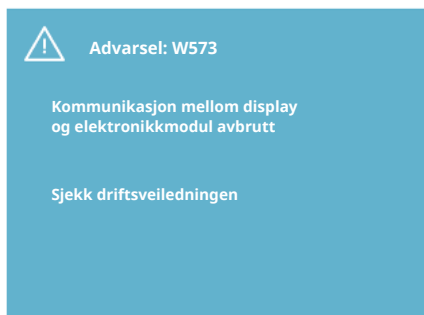 Advarsel: W573
Kommunikasjon mellom display
og elektronikkmodul avbrutt
Sjekk driftsveiledningen